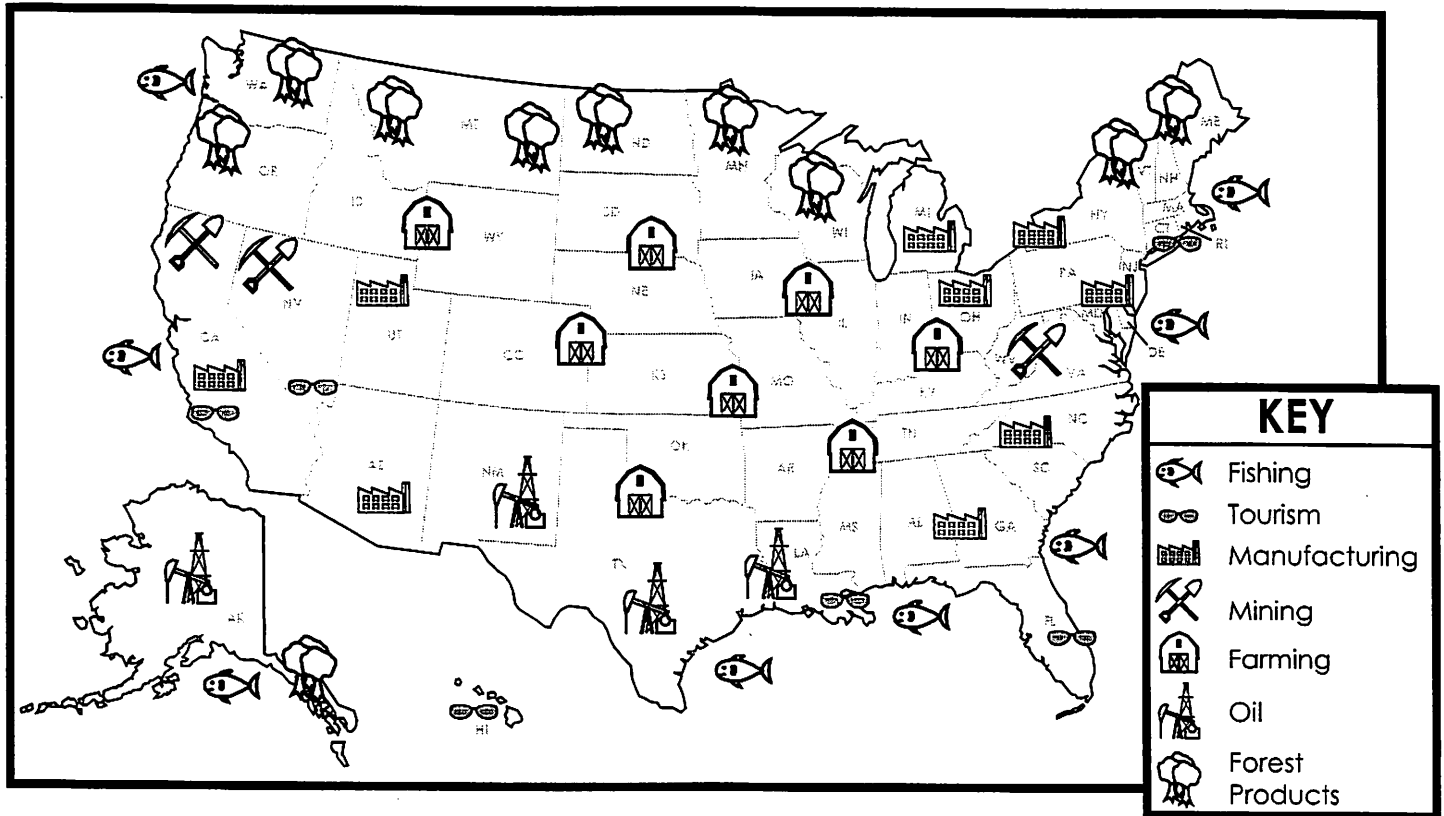 WA
MT
ND
MN
ME
OR
VT
NH
ID
SD
MI
NY
MA
WY
WI
CT
RI
IA
PA
NJ
NE
NV
IL
IN
OH
MD
CA
UT
CO
DE
KS
MO
VA
KY
NC
TN
OK
AZ
NM
AR
SC
MS
AL
GA
LA
AK
FL
HI
KEY
Fishing
Tourism
Manufacturing
Mining
Farming
Oil
Forest
Products